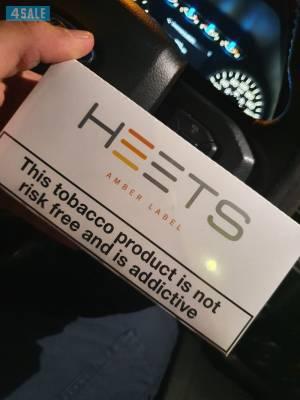 4SALE
HEETS
AMBER LABEL
This tobacco product is not
risk free and is addictive